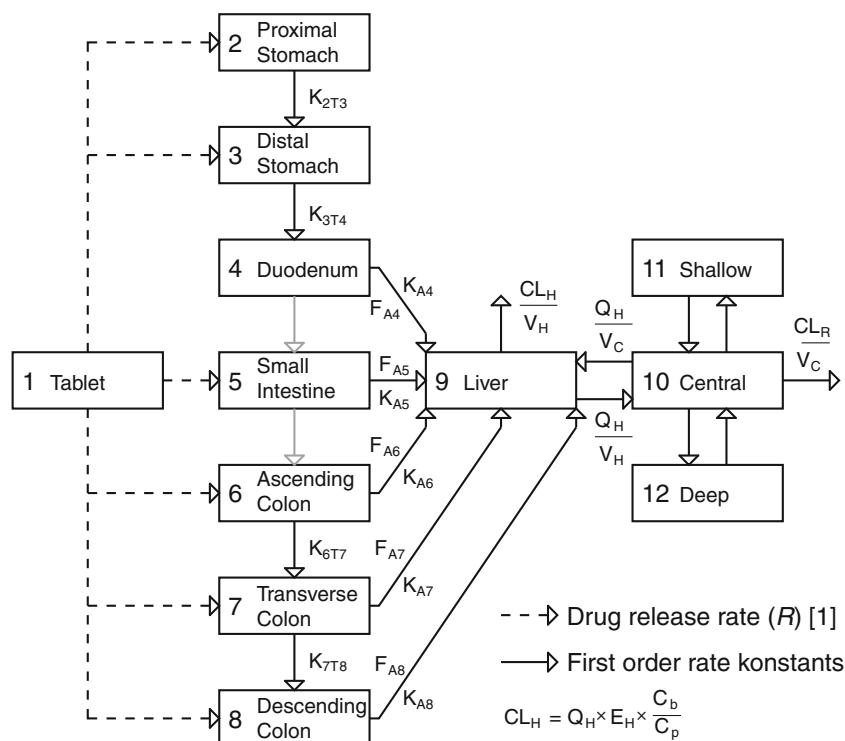 2 Proximal
Stomach
K2T3
3 Distal
Stomach
K3T4
4 Duodenum
KA4
FA4
1 Tablet
5 Small
Intestine
FA5
KA5
6 Ascending
Colon
FA6
KA6
K6T7
7 Transverse
Colon
FA7
KA7
K7T8
8 Descending
Colon
FA8
KA8
9 Liver
CLH
VH
QH
VC
QH
VH
11 Shallow
10 Central
CLR
VC
12 Deep
Drug release rate (R) [1]
First order rate konstants
CLH = QH × EH × Cb
Cp